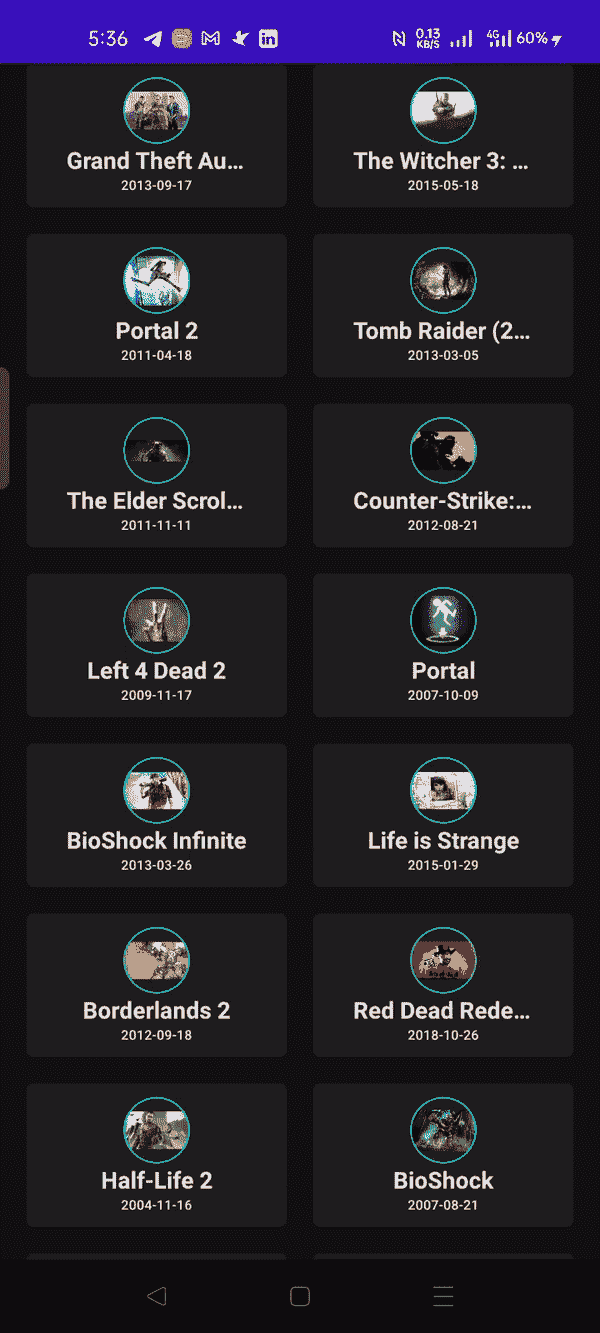 5:36 0.13 KB/S 4G 60%
Grand Theft Au... The Witcher 3: ...
2013-09-17 2015-05-18
Portal 2 Tomb Raider (2...
2011-04-18 2013-03-05
The Elder Scrol... Counter-Strike:...
2011-11-11 2012-08-21
Left 4 Dead 2 Portal
2009-11-17 2007-10-09
BioShock Infinite Life is Strange
2013-03-26 2015-01-29
Borderlands 2 Red Dead Rede...
2012-09-18 2018-10-26
Half-Life 2 BioShock
2004-11-16 2007-08-21